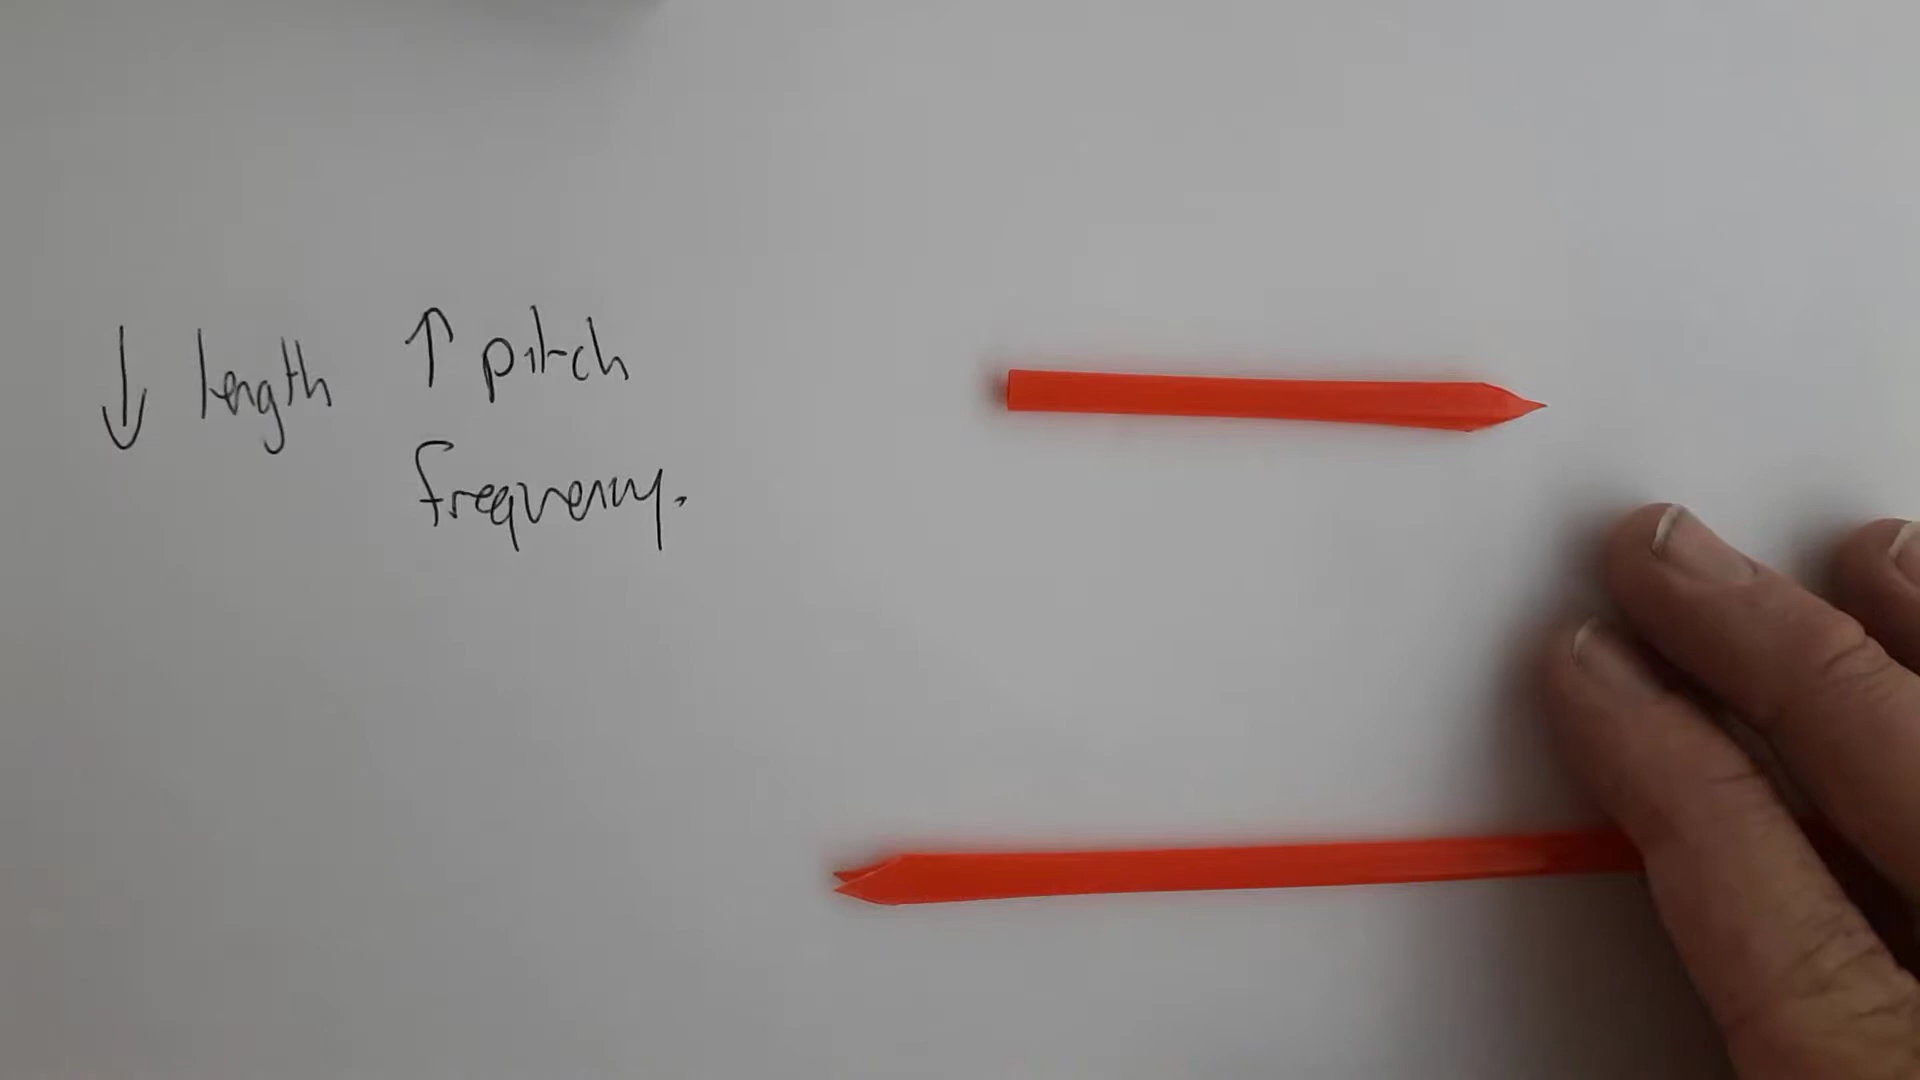 ↓ length ↑ pitch
frequency.